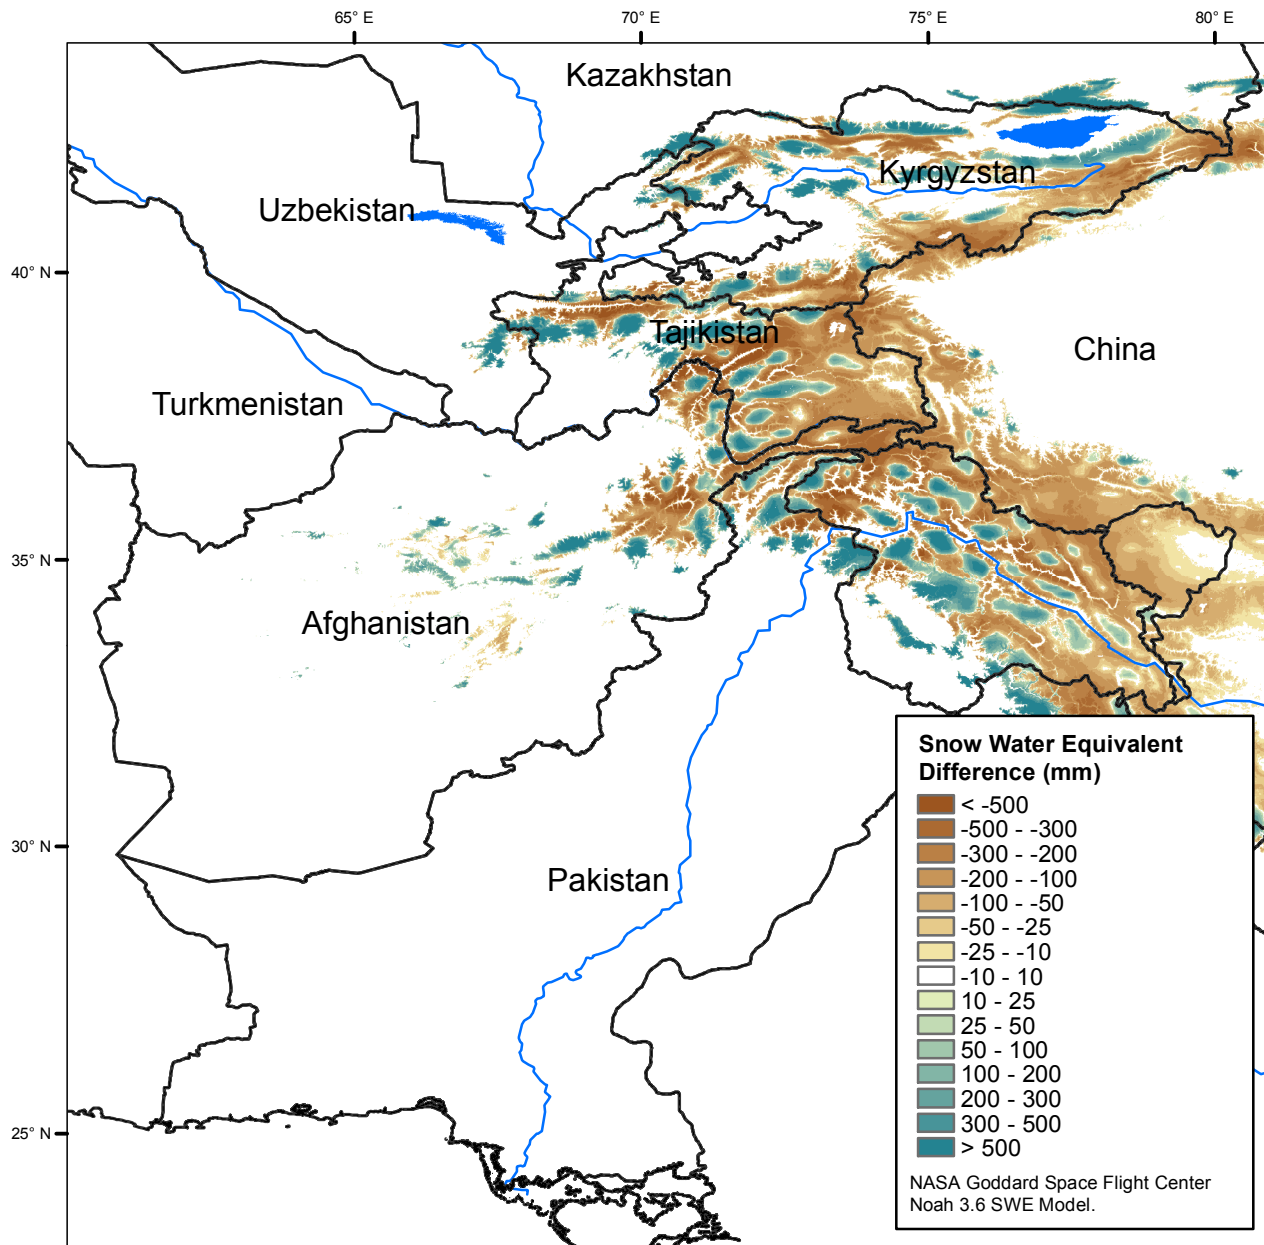 65° E
70° E
75° E
80° E
Kazakhstan
Kyrgyzstan
Uzbekistan
40° N
Tajikistan
China
Turkmenistan
35° N
Afghanistan
30° N
Pakistan
25° N
Snow Water Equivalent
Difference (mm)
< -500
-500 - -300
-300 - -200
-200 - -100
-100 - -50
-50 - -25
-25 - -10
-10 - 10
10 - 25
25 - 50
50 - 100
100 - 200
200 - 300
300 - 500
> 500
NASA Goddard Space Flight Center
Noah 3.6 SWE Model.